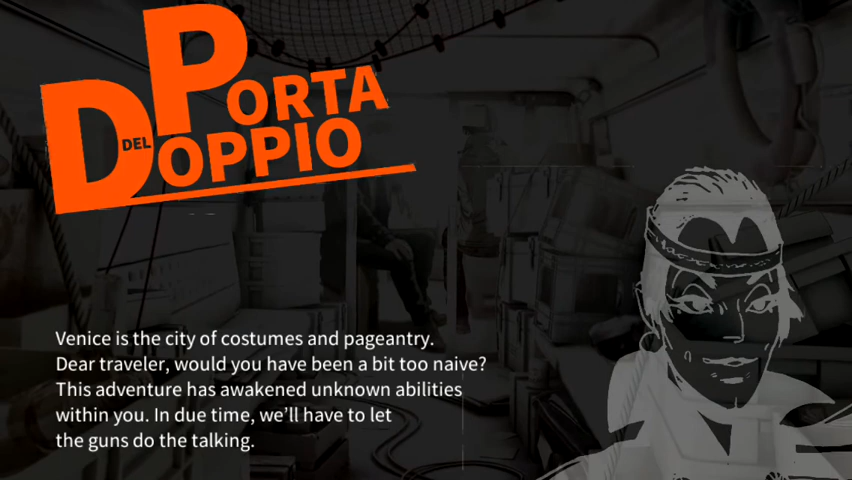 PORTA
DEL DOPPIO
Venice is the city of costumes and pageantry.
Dear traveler, would you have been a bit too naive?
This adventure has awakened unknown abilities
within you. In due time, we'll have to let
the guns do the talking.